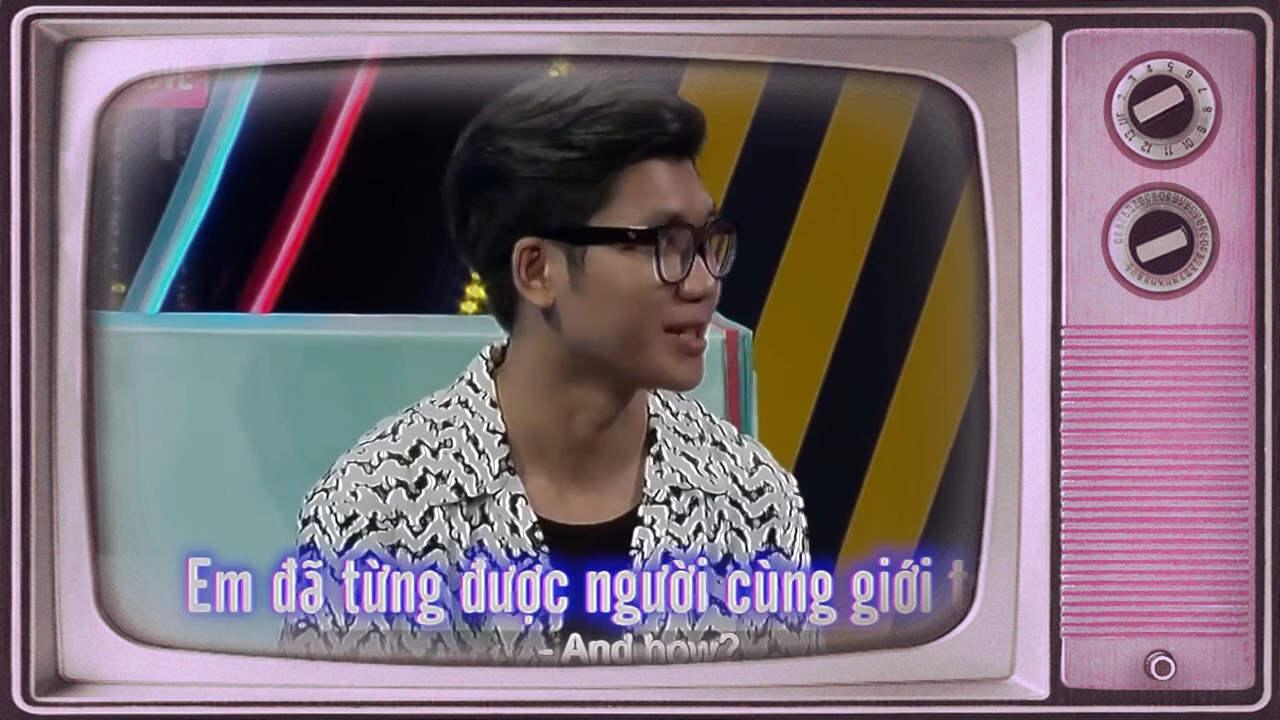 Em đã từng được người cùng giới
- And how?